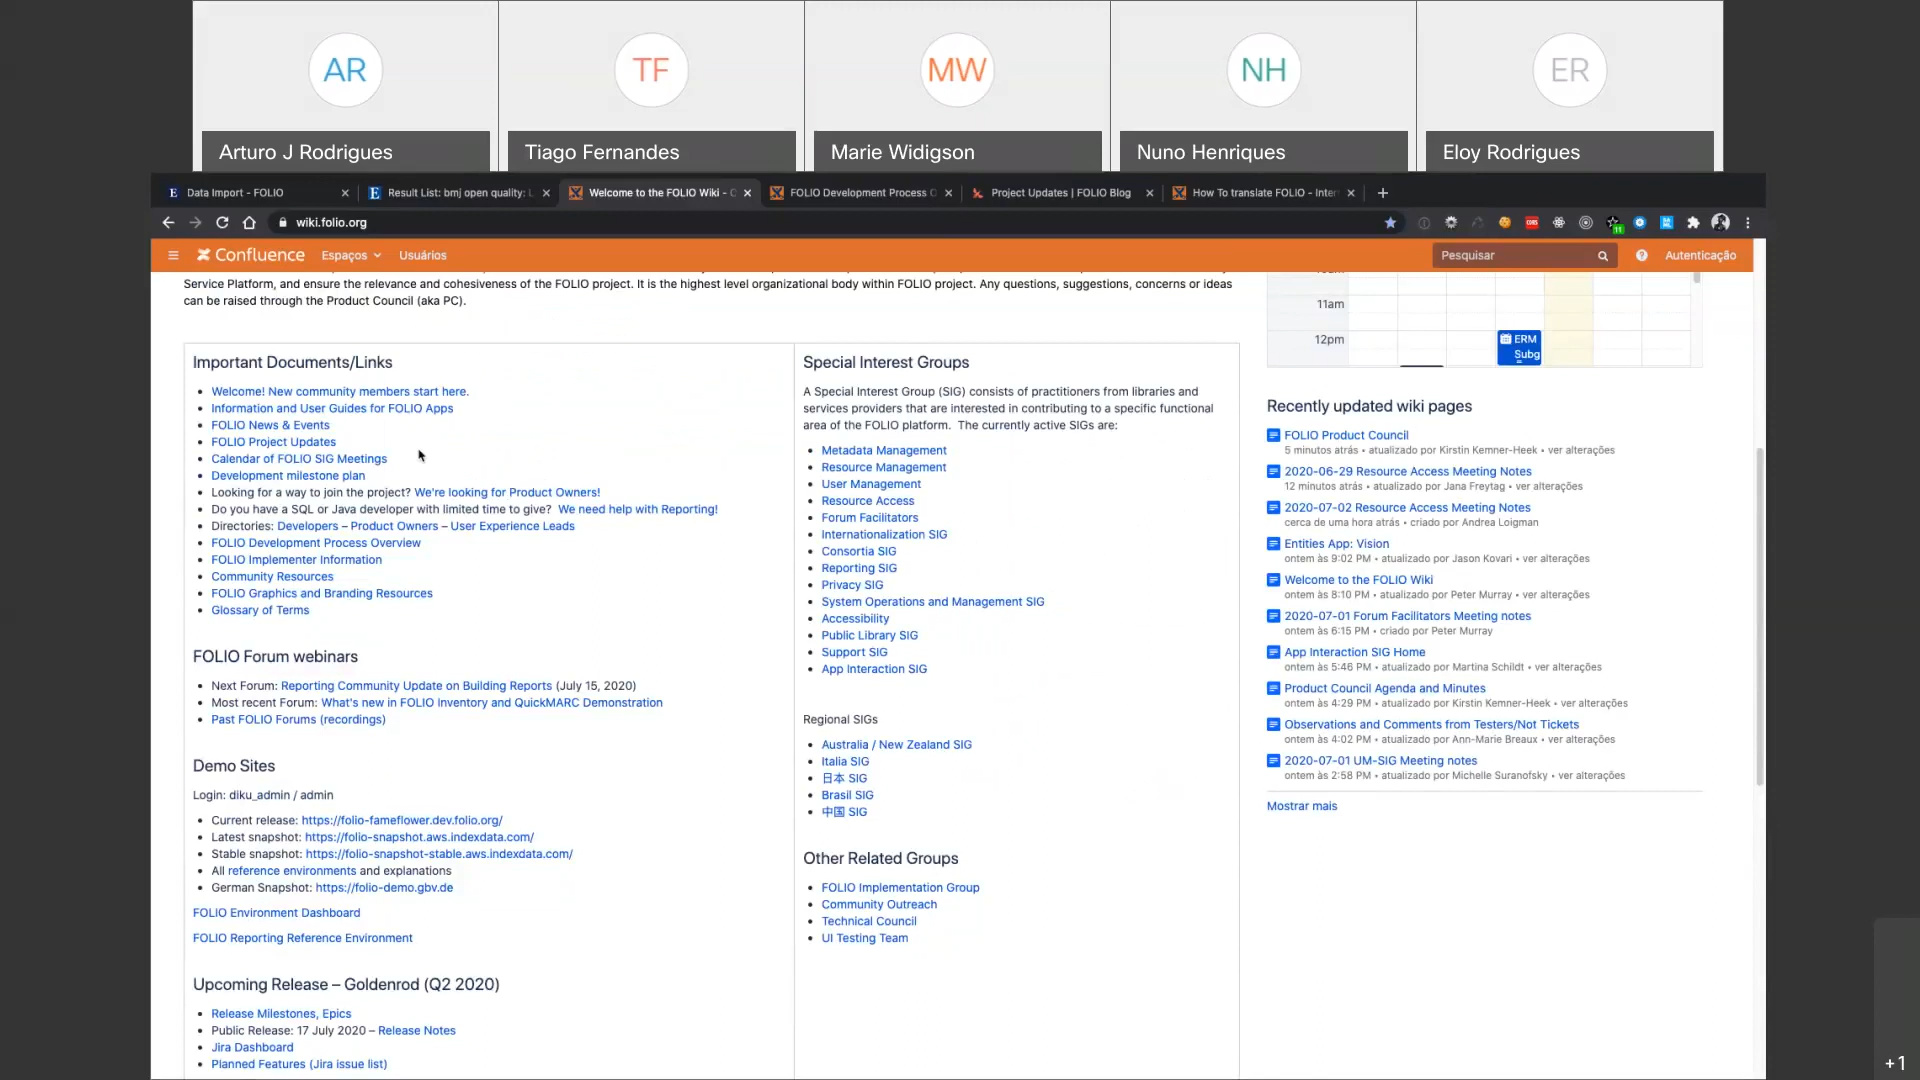 AR
TF
MW
NH
ER
Arturo J Rodrigues
Tiago Fernandes
Marie Widigson
Nuno Henriques
Eloy Rodrigues
Data Import - FOLIO
Result List: bmj open quality:
Welcome to the FOLIO Wiki -
FOLIO Development Process
Project Updates | FOLIO Blog
How To translate FOLIO - Inter
wiki.folio.org
11
Confluence
Espaços
Usuários
Pesquisar
Autenticação
Service Platform, and ensure the relevance and cohesiveness of the FOLIO project. It is the highest level organizational body within FOLIO project. Any questions, suggestions, concerns or ideas
can be raised through the Product Council (aka PC).
Important Documents/Links
Welcome! New community members start here.
Information and User Guides for FOLIO Apps
FOLIO News & Events
FOLIO Project Updates
Calendar of FOLIO SIG Meetings
Development milestone plan
Looking for a way to join the project? We're looking for Product Owners!
Do you have a SQL or Java developer with limited time to give? We need help with Reporting!
Directories: Developers – Product Owners – User Experience Leads
FOLIO Development Process Overview
FOLIO Implementer Information
Community Resources
FOLIO Graphics and Branding Resources
Glossary of Terms
FOLIO Forum webinars
Next Forum: Reporting Community Update on Building Reports (July 15, 2020)
Most recent Forum: What's new in FOLIO Inventory and QuickMARC Demonstration
Past FOLIO Forums (recordings)
Demo Sites
Login: diku_admin / admin
Current release: https://folio-fameflower.dev.folio.org/
Latest snapshot: https://folio-snapshot.aws.indexdata.com/
Stable snapshot: https://folio-snapshot-stable.aws.indexdata.com/
All reference environments and explanations
German Snapshot: https://folio-demo.gbv.de
FOLIO Environment Dashboard
FOLIO Reporting Reference Environment
Upcoming Release – Goldenrod (Q2 2020)
Release Milestones, Epics
Public Release: 17 July 2020 – Release Notes
Jira Dashboard
Planned Features (Jira issue list)
Special Interest Groups
A Special Interest Group (SIG) consists of practitioners from libraries and
services providers that are interested in contributing to a specific functional
area of the FOLIO platform. The currently active SIGs are:
Metadata Management
Resource Management
User Management
Resource Access
Forum Facilitators
Internationalization SIG
Consortia SIG
Reporting SIG
Privacy SIG
System Operations and Management SIG
Accessibility
Public Library SIG
Support SIG
App Interaction SIG
Regional SIGs
Australia / New Zealand SIG
Italia SIG
日本 SIG
Brasil SIG
中国 SIG
Other Related Groups
FOLIO Implementation Group
Community Outreach
Technical Council
UI Testing Team
11am
12pm
ERM
Subg
Recently updated wiki pages
FOLIO Product Council
5 minutos atrás • atualizado por Kirstin Kemner-Heek • ver alterações
2020-06-29 Resource Access Meeting Notes
12 minutos atrás • atualizado por Jana Freytag • ver alterações
2020-07-02 Resource Access Meeting Notes
cerca de uma hora atrás • criado por Andrea Loigman
Entities App: Vision
ontem às 9:02 PM • atualizado por Jason Kovari • ver alterações
Welcome to the FOLIO Wiki
ontem às 8:10 PM • atualizado por Peter Murray • ver alterações
2020-07-01 Forum Facilitators Meeting notes
ontem às 6:15 PM • criado por Peter Murray
App Interaction SIG Home
ontem às 5:46 PM • atualizado por Martina Schildt • ver alterações
Product Council Agenda and Minutes
ontem às 4:29 PM • atualizado por Kirstin Kemner-Heek • ver alterações
Observations and Comments from Testers/Not Tickets
ontem às 4:02 PM • atualizado por Ann-Marie Breaux • ver alterações
2020-07-01 UM-SIG Meeting notes
ontem às 2:58 PM • atualizado por Michelle Suranofsky • ver alterações
Mostrar mais
+1